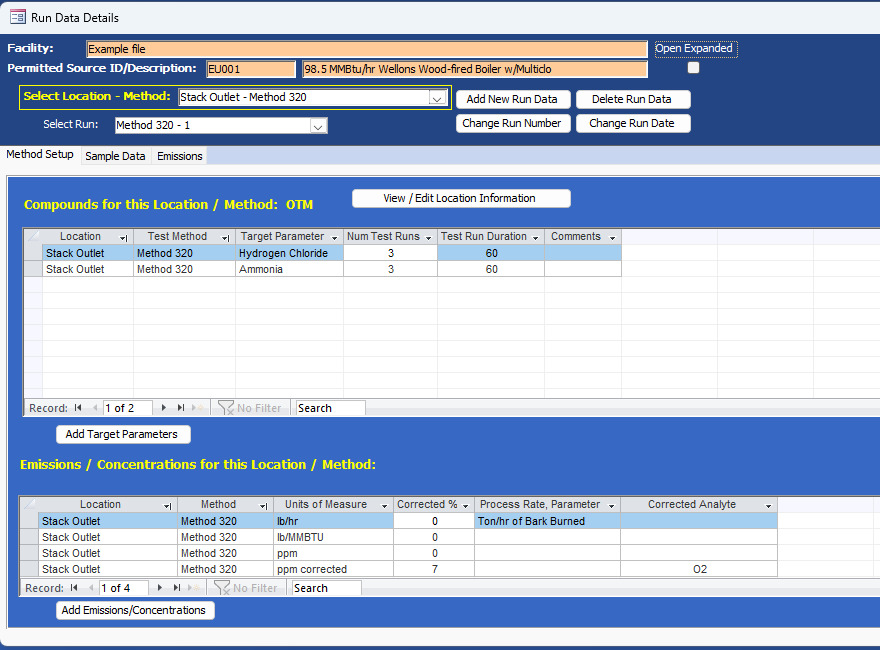 Run Data Details
Facility: Example file Open Expanded
Permitted Source ID/Description: EU001 98.5 MMBtu/hr Wellons Wood-fired Boiler w/Multiclo
Select Location - Method: Stack Outlet - Method 320 Add New Run Data Delete Run Data
Select Run: Method 320 - 1 Change Run Number Change Run Date
Method Setup Sample Data Emissions
Compounds for this Location / Method: OTM View / Edit Location Information
Location Test Method Target Parameter Num Test Runs Test Run Duration Comments
Stack Outlet Method 320 Hydrogen Chloride 3 60
Stack Outlet Method 320 Ammonia 3 60
Record: 1 of 2 No Filter Search
Add Target Parameters
Emissions / Concentrations for this Location / Method:
Location Method Units of Measure Corrected % Process Rate, Parameter Corrected Analyte
Stack Outlet Method 320 lb/hr 0 Ton/hr of Bark Burned
Stack Outlet Method 320 lb/MMBTU 0
Stack Outlet Method 320 ppm 0
Stack Outlet Method 320 ppm corrected 7 O2
Record: 1 of 4 No Filter Search
Add Emissions/Concentrations